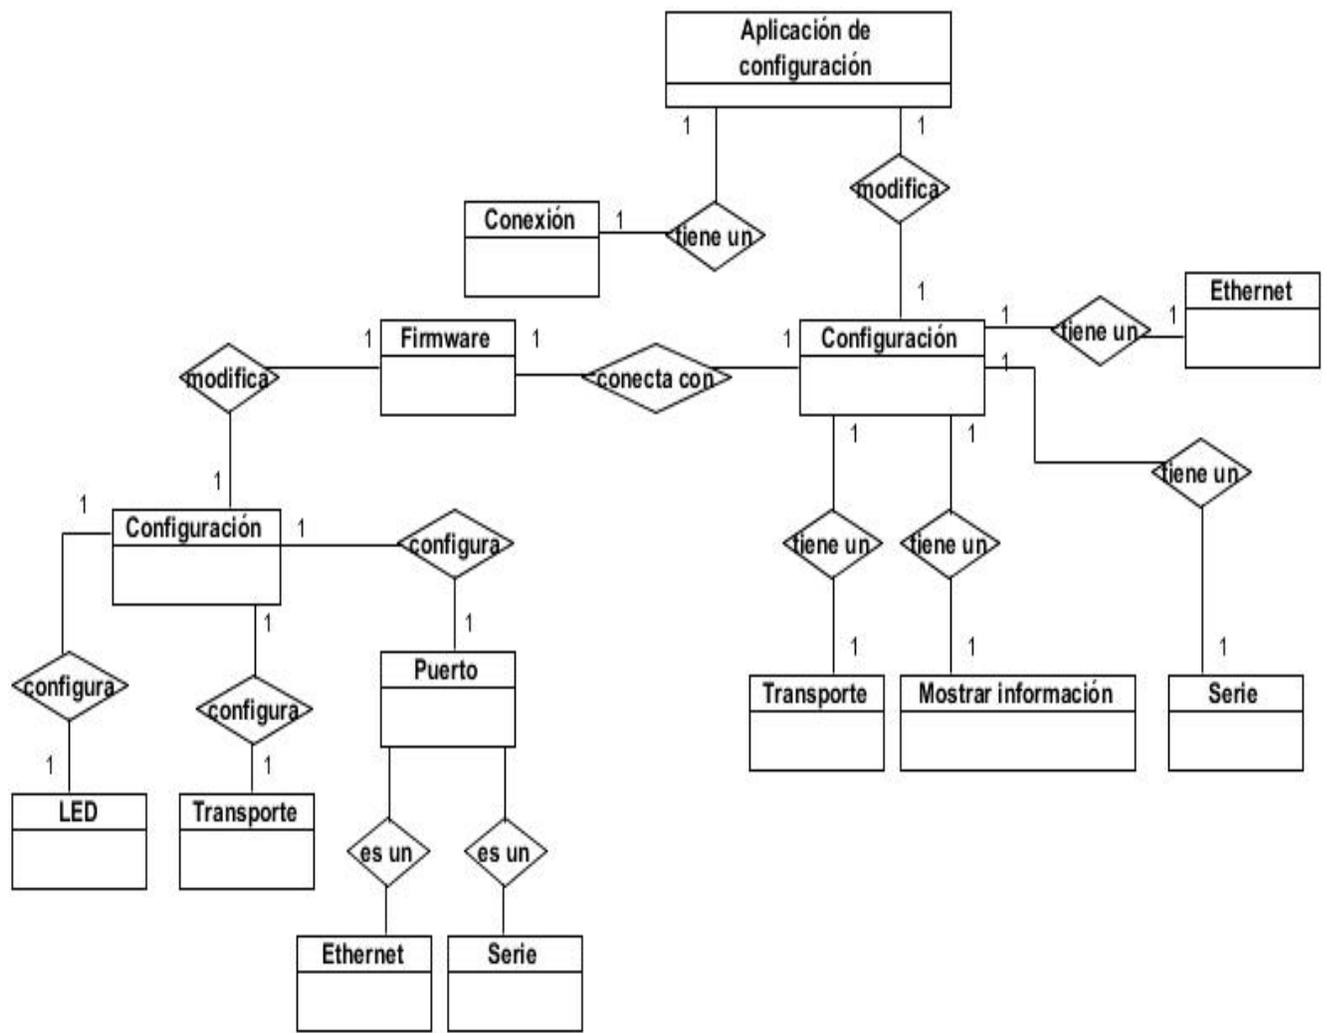 Aplicación de
configuración
1
1
modifica
Conexión
1
tiene un
1
Ethernet
1
1
tiene un
1
Firmware
1
1
Configuración
modifica
conecta con
1
1
1
tiene un
1
1
Configuración
1
configura
tiene un
tiene un
1
1
Puerto
1
1
1
configura
configura
Transporte
Mostrar información
Serie
1
1
LED
Transporte
es un
es un
Ethernet
Serie